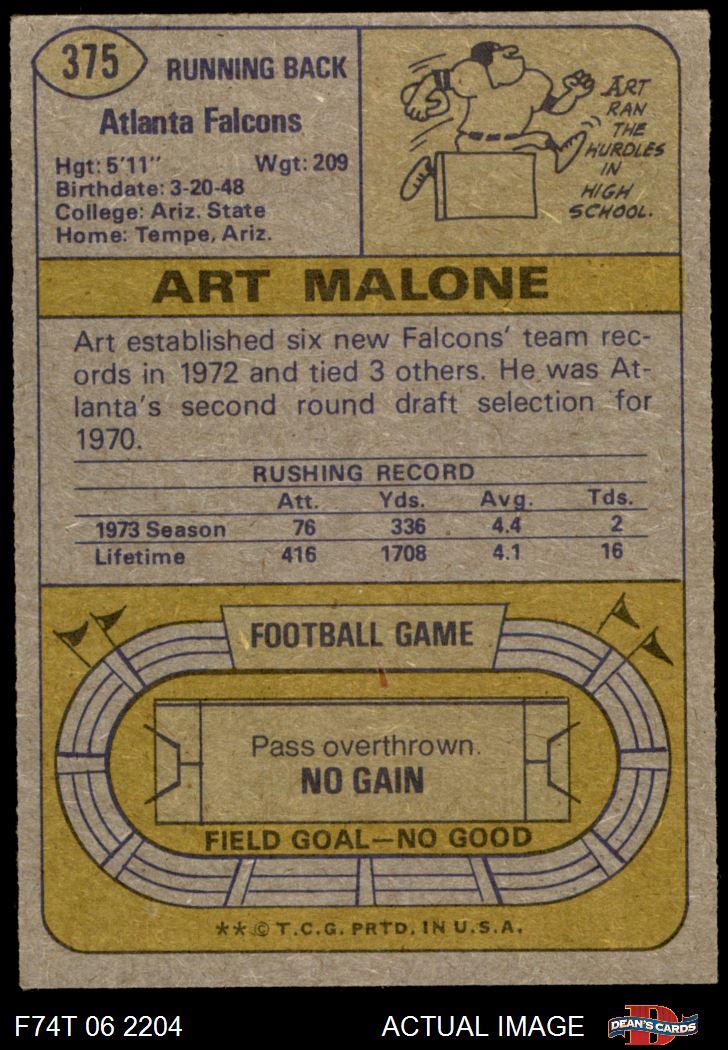 375
RUNNING BACK
Atlanta Falcons
Hgt: 5'11" Wgt: 209
Birthdate: 3-20-48
College: Ariz. State
Home: Tempe, Ariz.
ART
RAN
THE
HURDLES
IN
HIGH
SCHOOL.
ART MALONE
Art established six new Falcons' team rec-
ords in 1972 and tied 3 others. He was At-
lanta's second round draft selection for
1970.
RUSHING RECORD
Att. Yds. Avg. Tds.
1973 Season 76 336 4.4 2
Lifetime 416 1708 4.1 16
FOOTBALL GAME
Pass overthrown.
NO GAIN
FIELD GOAL—NO GOOD
**© T.C.G. PRTD. IN U.S.A.
F74T 06 2204 ACTUAL IMAGE
D
DEAN'S CARDS